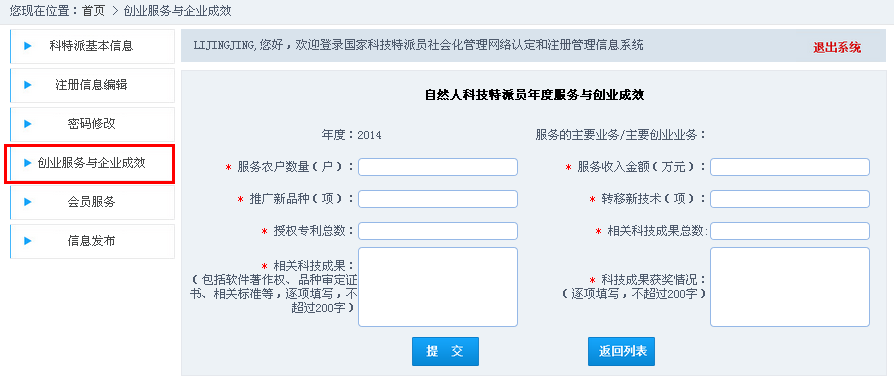 您现在位置：首页 > 创业服务与企业成效
科特派基本信息
注册信息编辑
密码修改
创业服务与企业成效
会员服务
信息发布
LIJINGJING,您好，欢迎登录国家科技特派员社会化管理网络认定和注册管理信息系统
退出系统
自然人科技特派员年度服务与创业成效
年度：2014
服务的主要业务/主要创业业务：
* 服务农户数量（户）：
* 服务收入金额（万元）：
* 推广新品种（项）：
* 转移新技术（项）：
* 授权专利总数：
* 相关科技成果总数:
* 相关科技成果：
（包括软件著作权、品种审定证
书、相关标准等，逐项填写，不
超过200字）
* 科技成果获奖情况：
（逐项填写，不超过200字）
提 交
返回列表